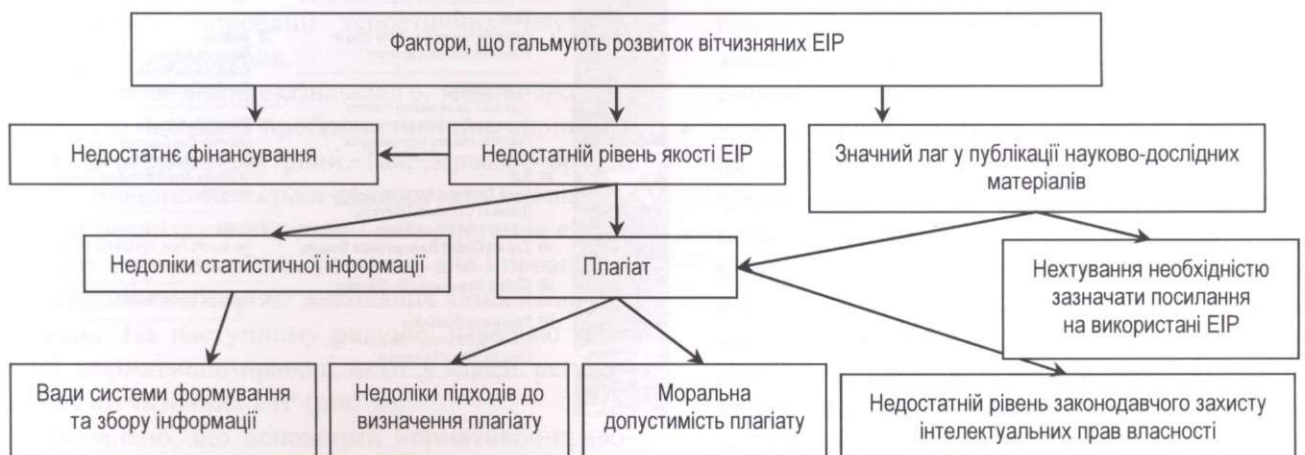 Фактори, що гальмують розвиток вітчизняних ЕІР
Недостатнє фінансування
Недостатній рівень якості ЕІР
Значний лаг у публікації науково-дослідних
матеріалів
Недоліки статистичної інформації
Плагіат
Нехтування необхідністю
зазначати посилання
на використані ЕІР
Вади системи формування
та збору інформації
Недоліки підходів до
визначення плагіату
Моральна
допустимість плагіату
Недостатній рівень законодавчого захисту
інтелектуальних прав власності